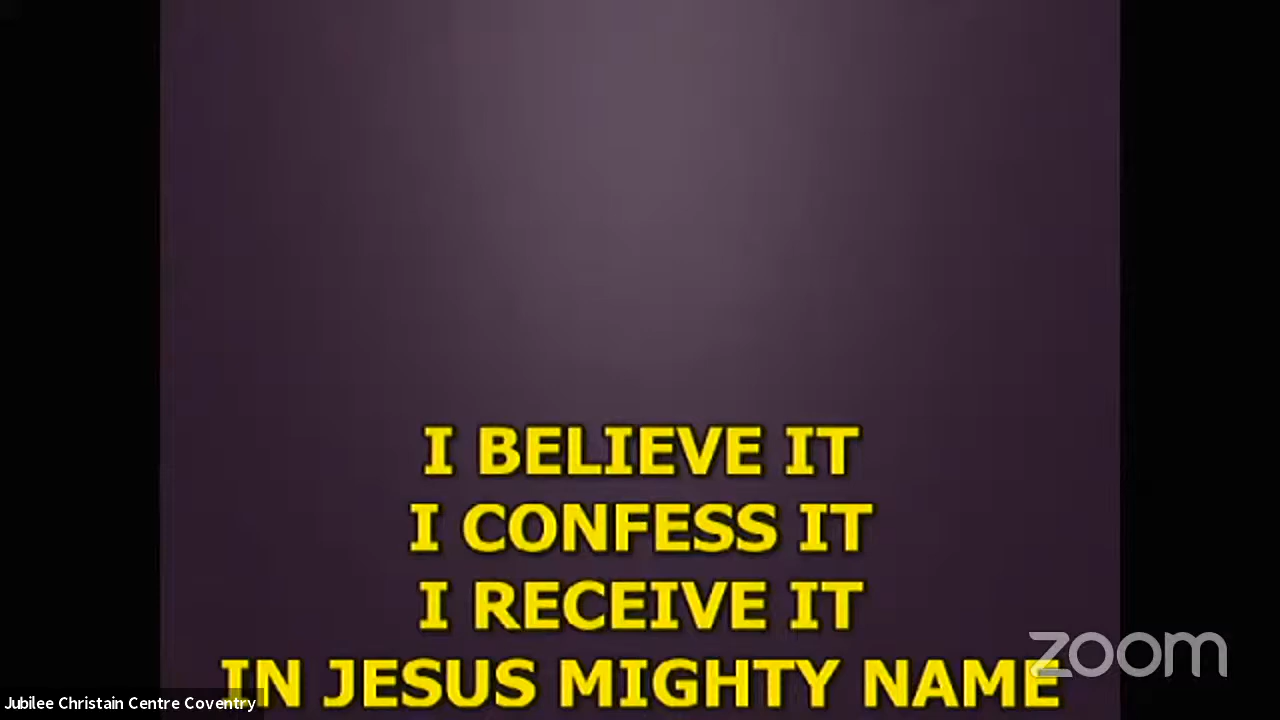 I BELIEVE IT
I CONFESS IT
I RECEIVE IT
IN JESUS MIGHTY NAME
zoom
Jubilee Christain Centre Coventry